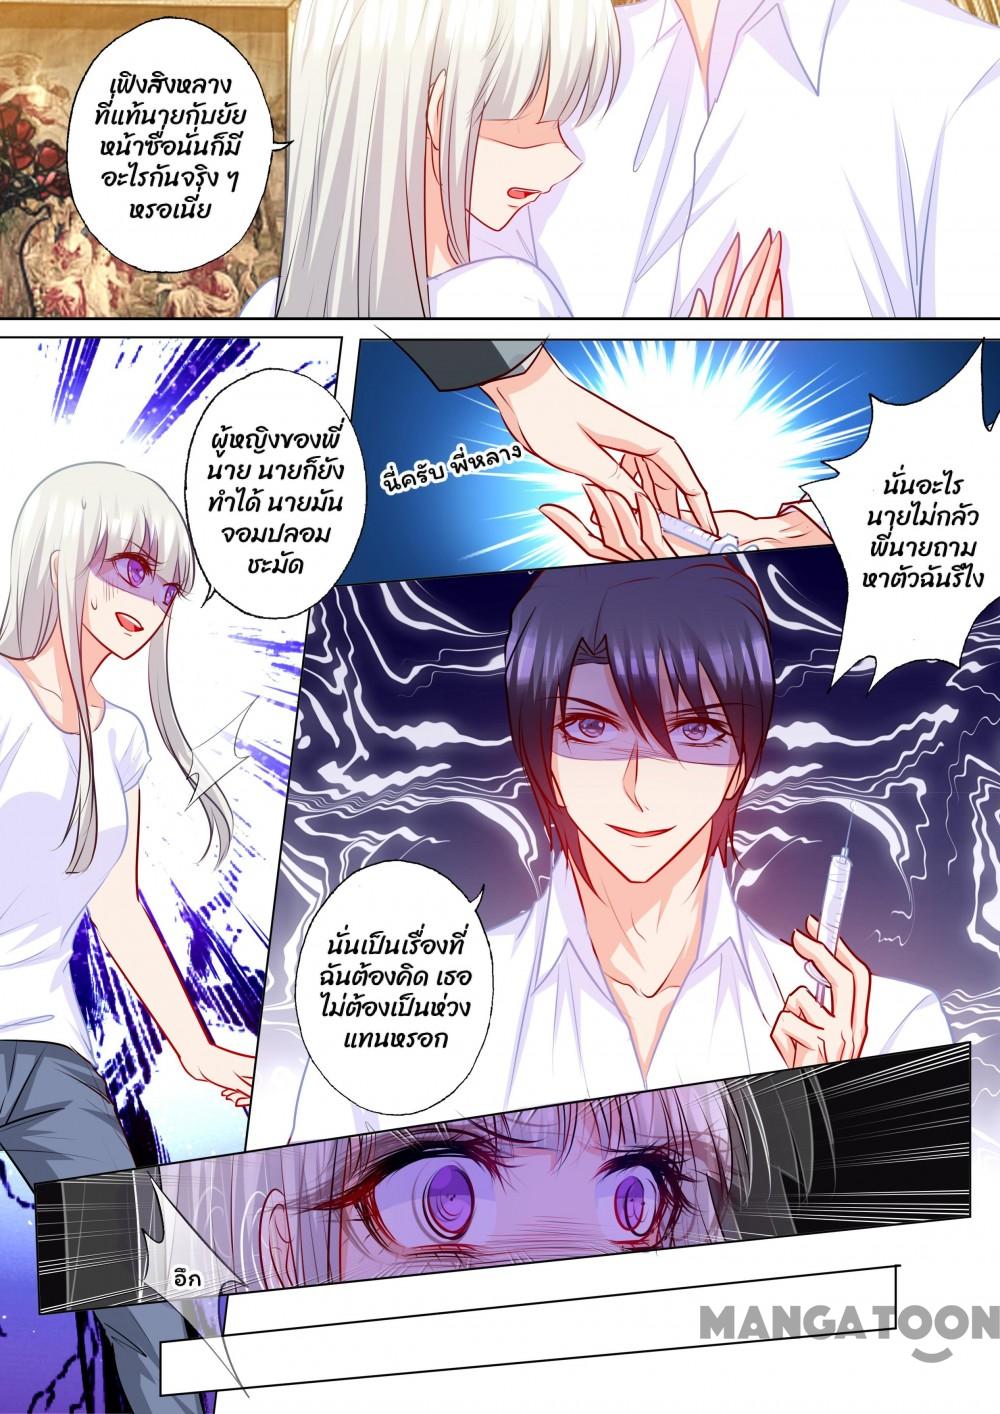 เฟิงสิงหลาง
ที่แท้นายกับยัย
หน้าซื่อนั่นก็มี
อะไรกันจริง ๆ
หรอเนี่ย
ผู้หญิงของพี่
นาย นายก็ยัง
ทำได้ นายมัน
จอมปลอม
ชะมัด
นี่ครับ พี่หลาง
นั่นอะไร
นายไม่กลัว
พี่นายถาม
หาตัวฉันรึไง
นั่นเป็นเรื่องที่
ฉันต้องคิด เธอ
ไม่ต้องเป็นห่วง
แทนหรอก
อึก
MANGATOON